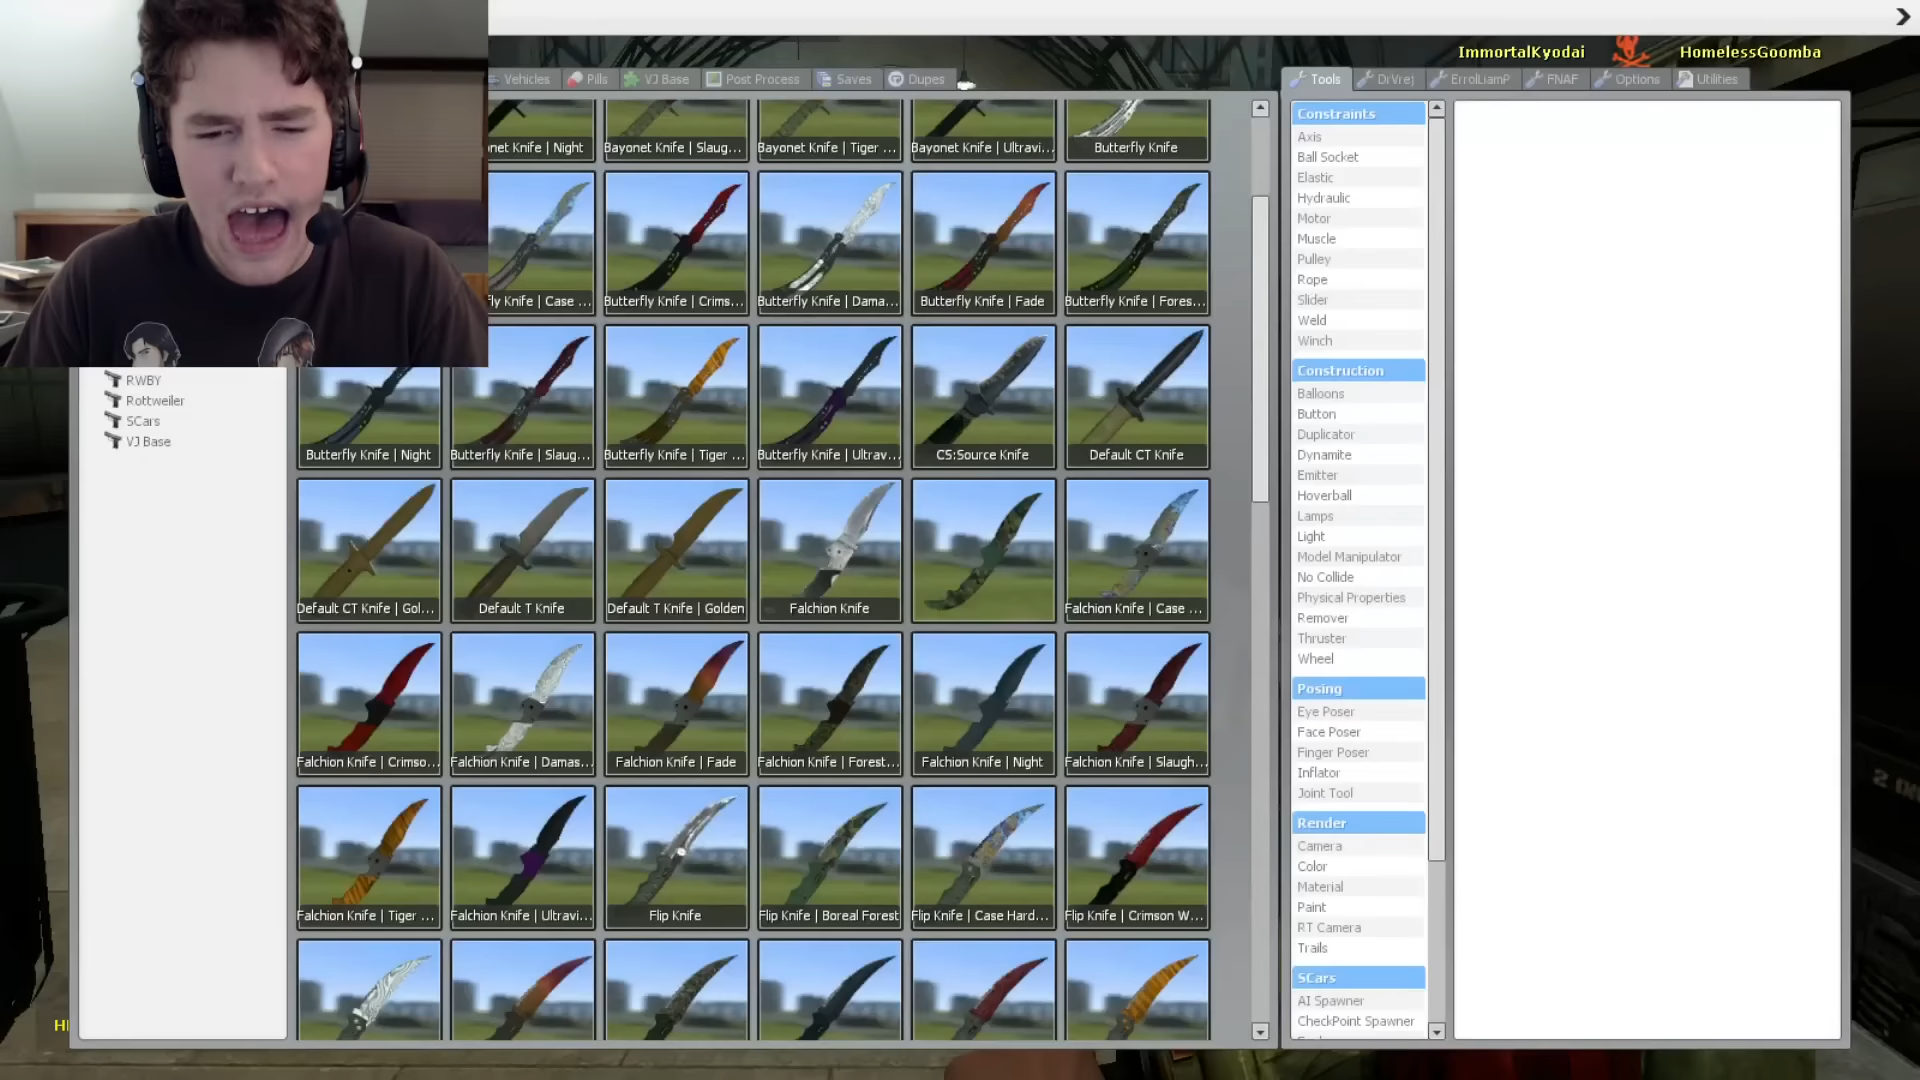 ImmortalKyodai HomelessGoomba
Vehicles Pills VJ Base Post Process Saves Dupes
Tools DrVrej ErrolLiamP FNAF Options Utilities
RWBY
Rottweiler
SCars
VJ Base
net Knife | Night Bayonet Knife | Slaug... Bayonet Knife | Tiger ... Bayonet Knife | Ultravi... Butterfly Knife
fly Knife | Case ... Butterfly Knife | Crims... Butterfly Knife | Dama... Butterfly Knife | Fade Butterfly Knife | Fores...
Butterfly Knife | Night Butterfly Knife | Slaug... Butterfly Knife | Tiger ... Butterfly Knife | Ultrav... CS:Source Knife Default CT Knife
Default CT Knife | Gol... Default T Knife Default T Knife | Golden Falchion Knife Falchion Knife | Case ...
Falchion Knife | Crimso... Falchion Knife | Damas... Falchion Knife | Fade Falchion Knife | Forest... Falchion Knife | Night Falchion Knife | Slaugh...
Falchion Knife | Tiger ... Falchion Knife | Ultravi... Flip Knife Flip Knife | Boreal Forest Flip Knife | Case Hard... Flip Knife | Crimson W...
Constraints
Axis
Ball Socket
Elastic
Hydraulic
Motor
Muscle
Pulley
Rope
Slider
Weld
Winch
Construction
Balloons
Button
Duplicator
Dynamite
Emitter
Hoverball
Lamps
Light
Model Manipulator
No Collide
Physical Properties
Remover
Thruster
Wheel
Posing
Eye Poser
Face Poser
Finger Poser
Inflator
Joint Tool
Render
Camera
Color
Material
Paint
RT Camera
Trails
SCars
AI Spawner
CheckPoint Spawner